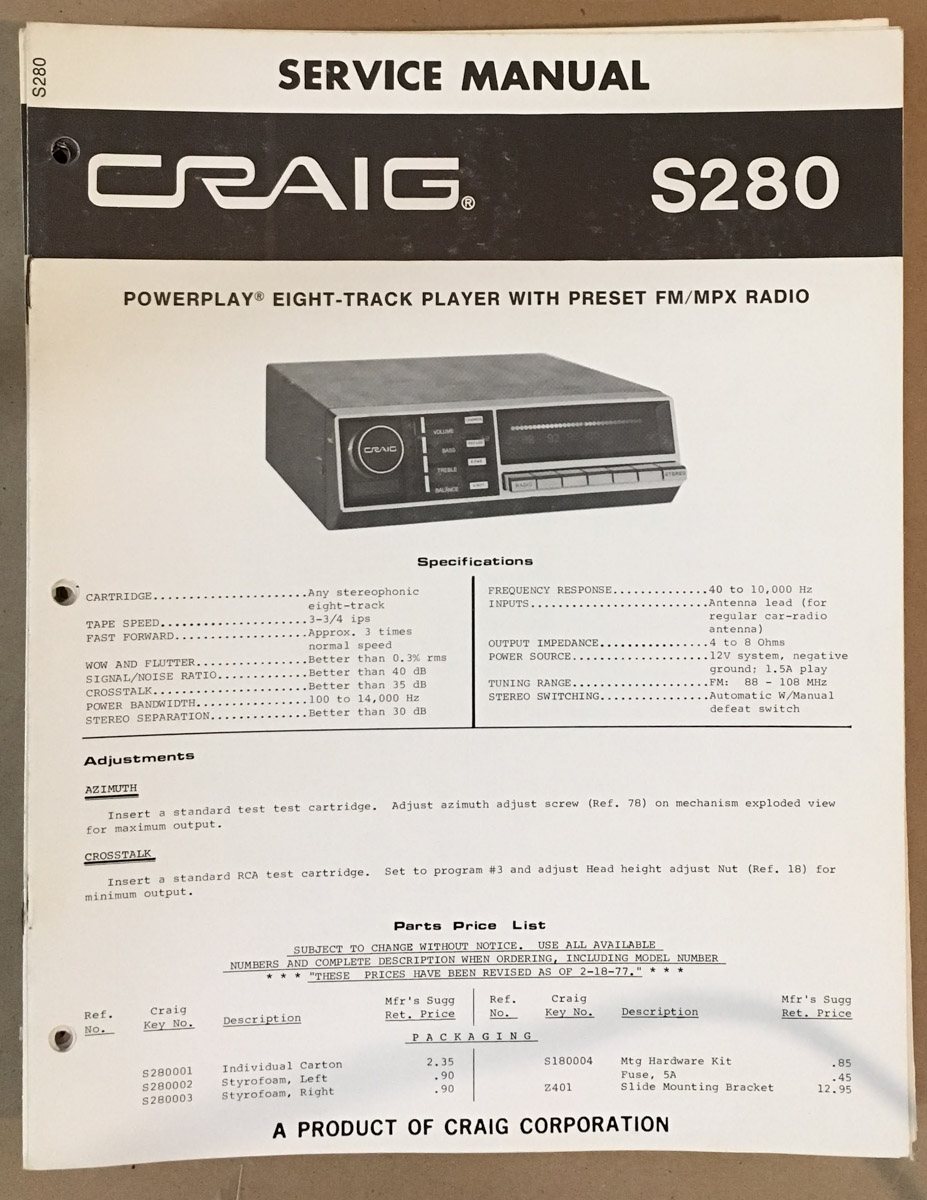 S280
SERVICE MANUAL
CRAIG® S280
POWERPLAY® EIGHT-TRACK PLAYER WITH PRESET FM/MPX RADIO
CRAIG
VOLUME
BASS
TREBLE
BALANCE
RADIO
STEREO
Specifications
CARTRIDGE......................Any stereophonic
eight-track
TAPE SPEED.....................3-3/4 ips
FAST FORWARD...................Approx. 3 times
normal speed
WOW AND FLUTTER................Better than 0.3% rms
SIGNAL/NOISE RATIO.............Better than 40 dB
CROSSTALK......................Better than 35 dB
POWER BANDWIDTH................100 to 14,000 Hz
STEREO SEPARATION..............Better than 30 dB
FREQUENCY RESPONSE.............40 to 10,000 Hz
INPUTS.........................Antenna lead (for
regular car-radio
antenna)
OUTPUT IMPEDANCE...............4 to 8 Ohms
POWER SOURCE...................12V system, negative
ground; 1.5A play
TUNING RANGE...................FM: 88 - 108 MHz
STEREO SWITCHING...............Automatic W/Manual
defeat switch
Adjustments
AZIMUTH
Insert a standard test test cartridge. Adjust azimuth adjust screw (Ref. 78) on mechanism exploded view
for maximum output.
CROSSTALK
Insert a standard RCA test cartridge. Set to program #3 and adjust Head height adjust Nut (Ref. 18) for
minimum output.
Parts Price List
SUBJECT TO CHANGE WITHOUT NOTICE. USE ALL AVAILABLE
NUMBERS AND COMPLETE DESCRIPTION WHEN ORDERING, INCLUDING MODEL NUMBER
* * * "THESE PRICES HAVE BEEN REVISED AS OF 2-18-77." * * *
Ref. Craig Mfr's Sugg Ref. Craig Mfr's Sugg
No. Key No. Description Ret. Price No. Key No. Description Ret. Price
PACKAGING
S280001 Individual Carton 2.35
S280002 Styrofoam, Left .90
S280003 Styrofoam, Right .90
S180004 Mtg Hardware Kit .85
Fuse, 5A .45
Z401 Slide Mounting Bracket 12.95
A PRODUCT OF CRAIG CORPORATION